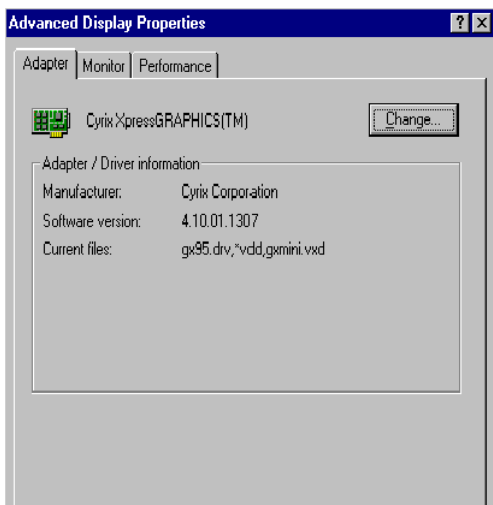 Advanced Display Properties
Adapter Monitor Performance
Cyrix XpressGRAPHICS(TM) Change...
Adapter / Driver information
Manufacturer: Cyrix Corporation
Software version: 4.10.01.1307
Current files: gx95.drv,*vdd,gxmini.vxd